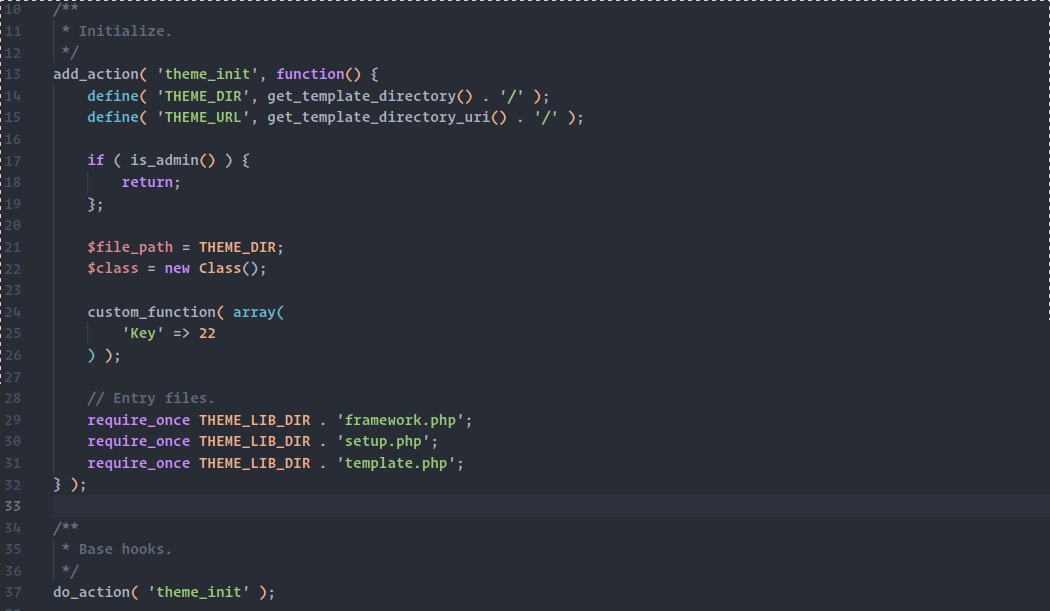 10 /**
11  * Initialize.
12  */
13 add_action( 'theme_init', function() {
14     define( 'THEME_DIR', get_template_directory() . '/' );
15     define( 'THEME_URL', get_template_directory_uri() . '/' );
16
17     if ( is_admin() ) {
18         return;
19     };
20
21     $file_path = THEME_DIR;
22     $class = new Class();
23
24     custom_function( array(
25         'Key' => 22
26     ) );
27
28     // Entry files.
29     require_once THEME_LIB_DIR . 'framework.php';
30     require_once THEME_LIB_DIR . 'setup.php';
31     require_once THEME_LIB_DIR . 'template.php';
32 } );
33
34 /**
35  * Base hooks.
36  */
37 do_action( 'theme_init' );